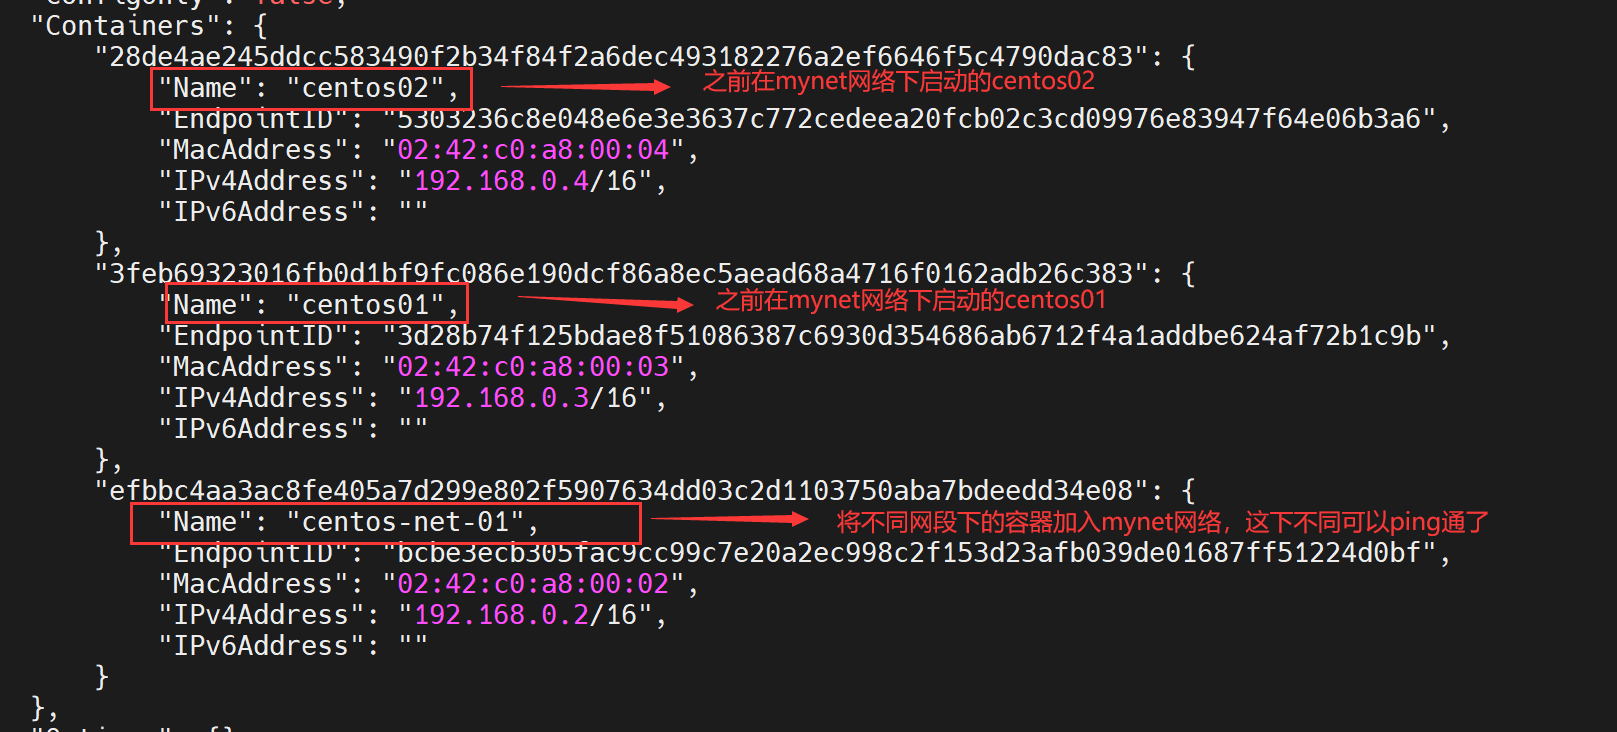 "Containers": {
"28de4ae245ddcc583490f2b34f84f2a6dec493182276a2ef6646f5c4790dac83": {
"Name": "centos02", 之前在mynet网络下启动的centos02
"EndpointID": "5303236c8e048e6e3e3637c772cedeea20fcb02c3cd09976e83947f64e06b3a6",
"MacAddress": "02:42:c0:a8:00:04",
"IPv4Address": "192.168.0.4/16",
"IPv6Address": ""
},
"3feb69323016fb0d1bf9fc086e190dcf86a8ec5aead68a4716f0162adb26c383": {
"Name": "centos01", 之前在mynet网络下启动的centos01
"EndpointID": "3d28b74f125bdae8f51086387c6930d354686ab6712f4a1addbe624af72b1c9b",
"MacAddress": "02:42:c0:a8:00:03",
"IPv4Address": "192.168.0.3/16",
"IPv6Address": ""
},
"efbbc4aa3ac8fe405a7d299e802f5907634dd03c2d1103750aba7bdeedd34e08": {
"Name": "centos-net-01", 将不同网段下的容器加入mynet网络，这下不同可以ping通了
"EndpointID": "bcbe3ecb305fac9cc99c7e20a2ec998c2f153d23afb039de01687ff51224d0bf",
"MacAddress": "02:42:c0:a8:00:02",
"IPv4Address": "192.168.0.2/16",
"IPv6Address": ""
}
},